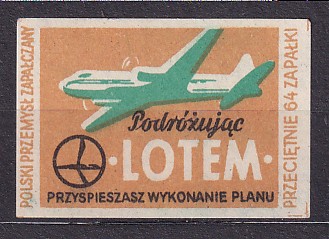 POLSKI PRZEMYSŁ ZAPAŁCZANY
Podróżując
· LOTEM ·
PRZYSPIESZASZ WYKONANIE PLANU
PRZECIĘTNIE 64 ZAPAŁKI